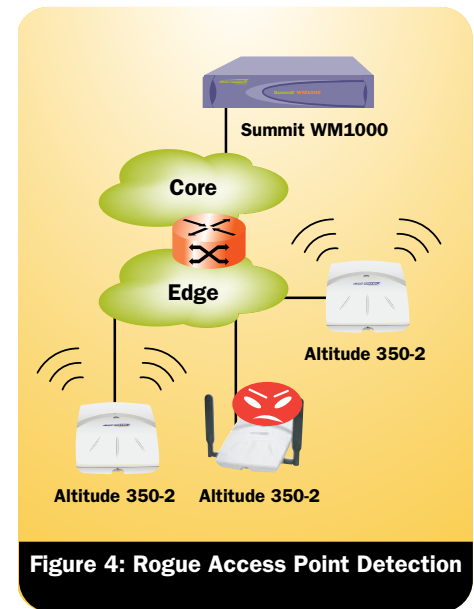 Summit WM1000
Core
Edge
Altitude 350-2
Altitude 350-2
Altitude 350-2
Figure 4: Rogue Access Point Detection